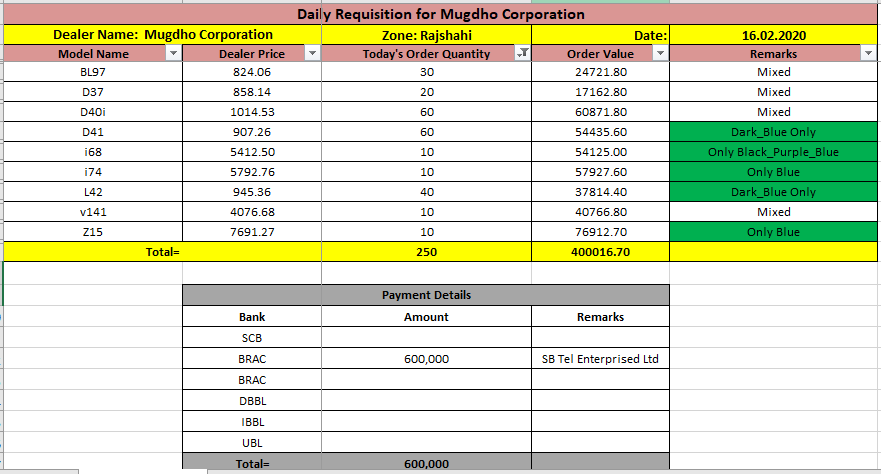 Daily Requisition for Mugdho Corporation
Dealer Name: Mugdho Corporation Zone: Rajshahi Date: 16.02.2020
Model Name Dealer Price Today's Order Quantity Order Value Remarks
BL97 824.06 30 24721.80 Mixed
D37 858.14 20 17162.80 Mixed
D40i 1014.53 60 60871.80 Mixed
D41 907.26 60 54435.60 Dark_Blue Only
i68 5412.50 10 54125.00 Only Black_Purple_Blue
i74 5792.76 10 57927.60 Only Blue
L42 945.36 40 37814.40 Dark_Blue Only
v141 4076.68 10 40766.80 Mixed
Z15 7691.27 10 76912.70 Only Blue
Total= 250 400016.70
Payment Details
Bank Amount Remarks
SCB
BRAC 600,000 SB Tel Enterprised Ltd
BRAC
DBBL
IBBL
UBL
Total= 600,000